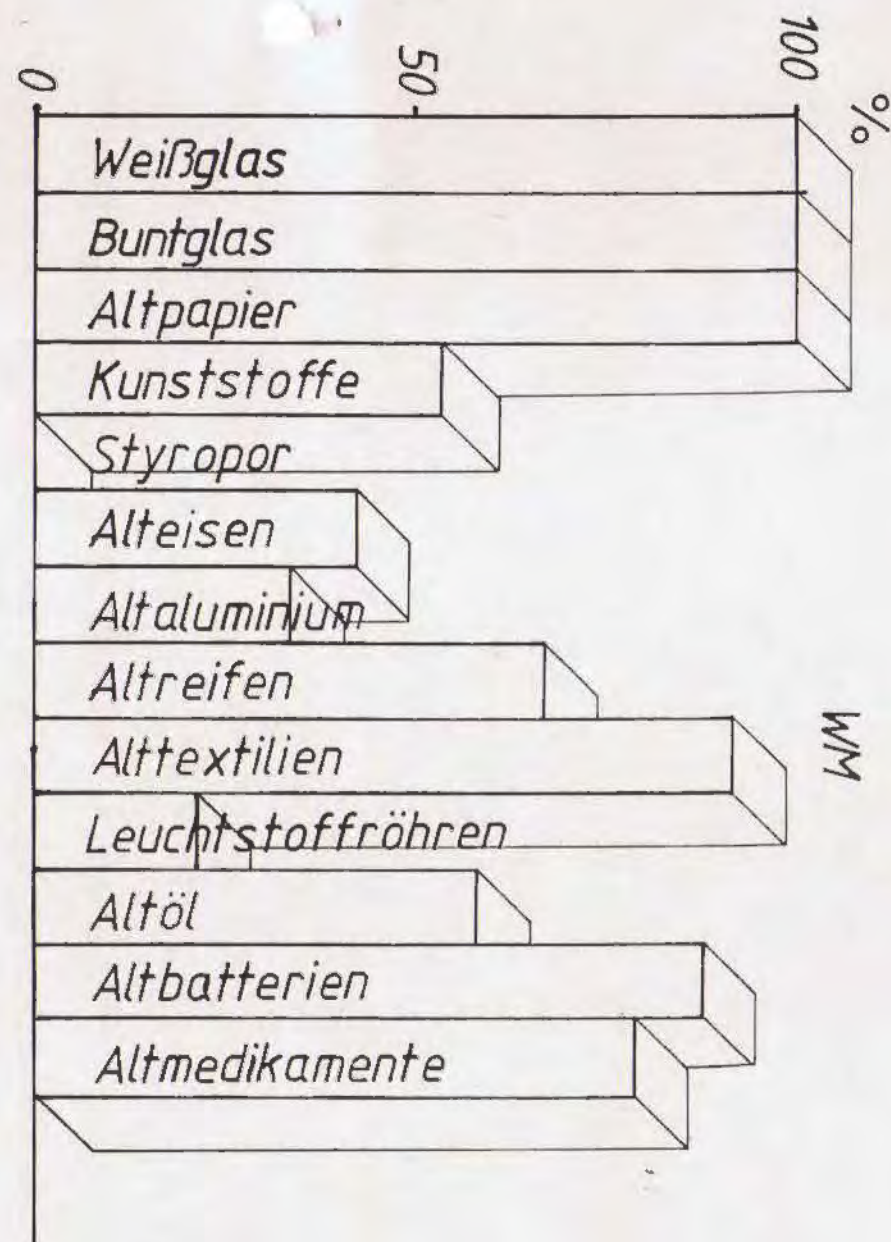 0
50
100
%
Weißglas
Buntglas
Altpapier
Kunststoffe
Styropor
Alteisen
Altaluminium
Altreifen
Alttextilien
Leuchtstoffröhren
Altöl
Altbatterien
Altmedikamente
WM